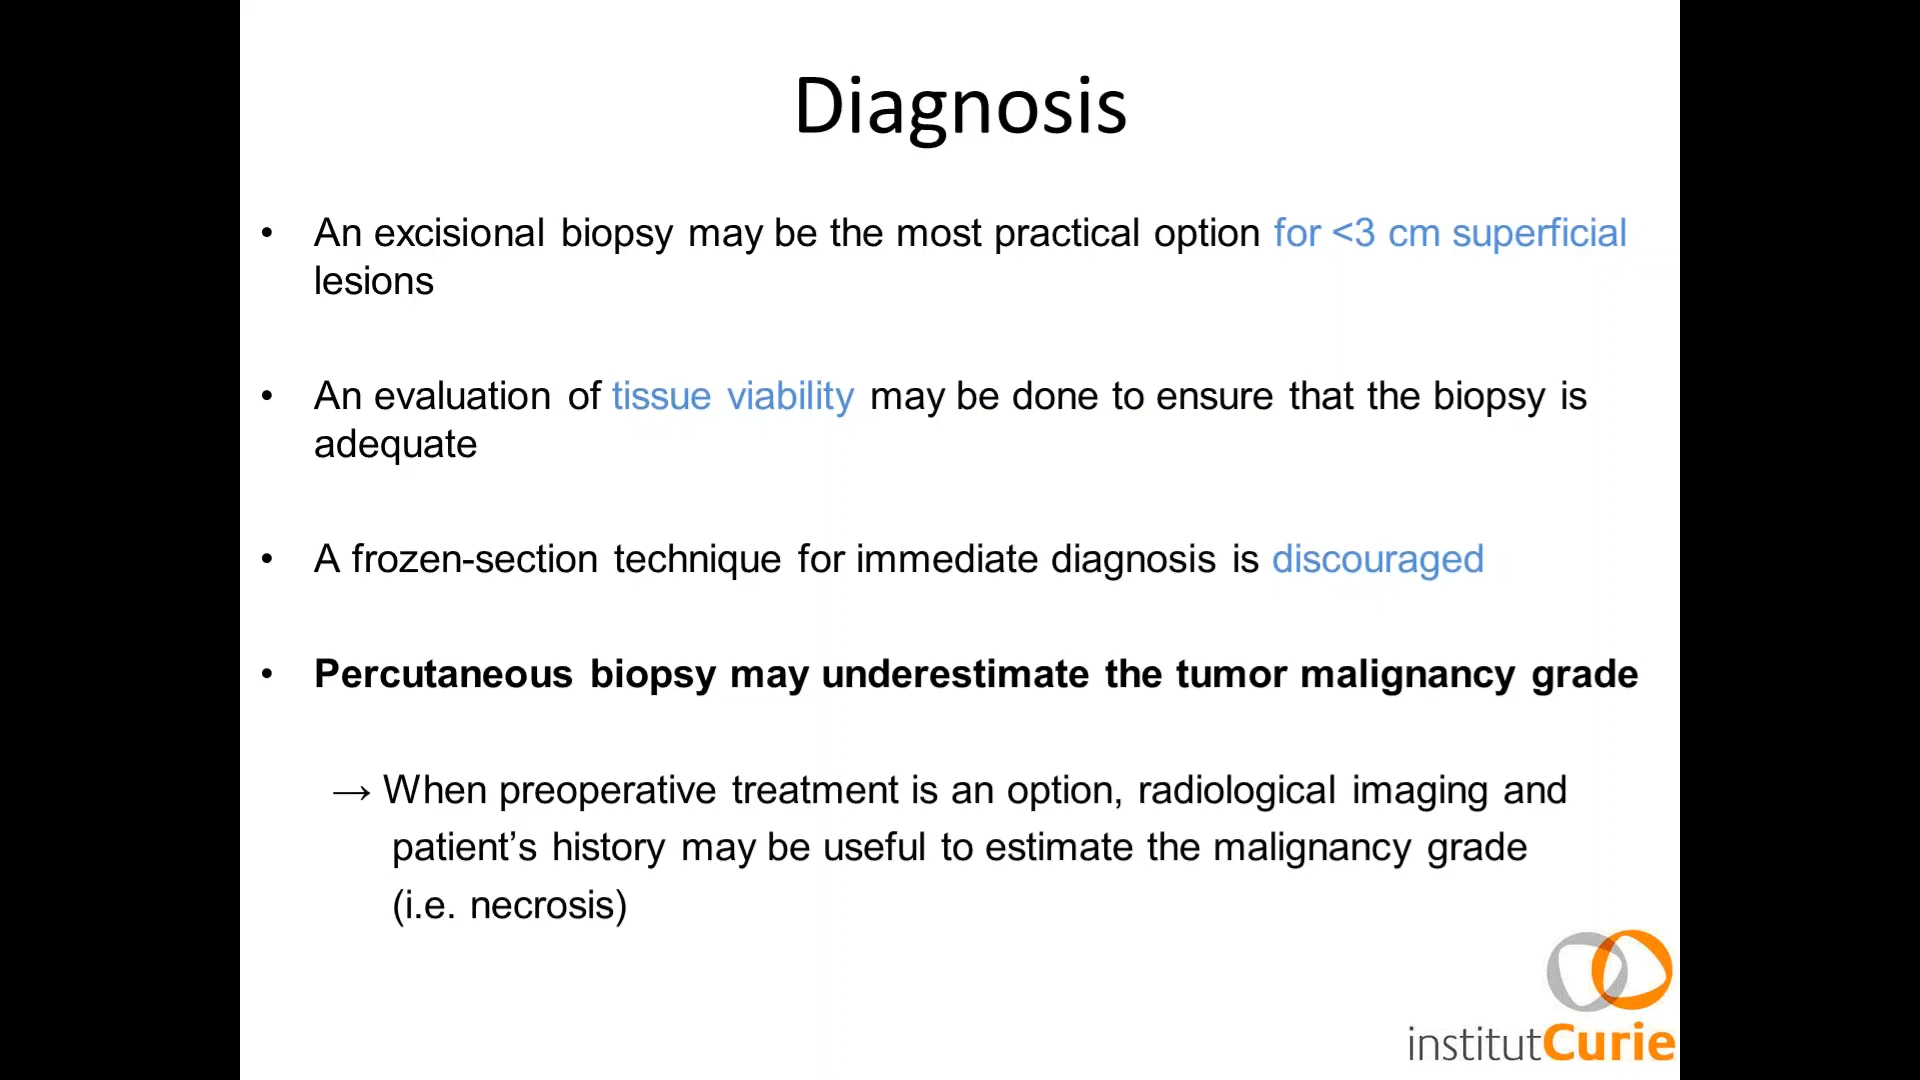 Diagnosis
• An excisional biopsy may be the most practical option for <3 cm superficial
lesions
• An evaluation of tissue viability may be done to ensure that the biopsy is
adequate
• A frozen-section technique for immediate diagnosis is discouraged
• Percutaneous biopsy may underestimate the tumor malignancy grade
→ When preoperative treatment is an option, radiological imaging and
patient’s history may be useful to estimate the malignancy grade
(i.e. necrosis)
institutCurie